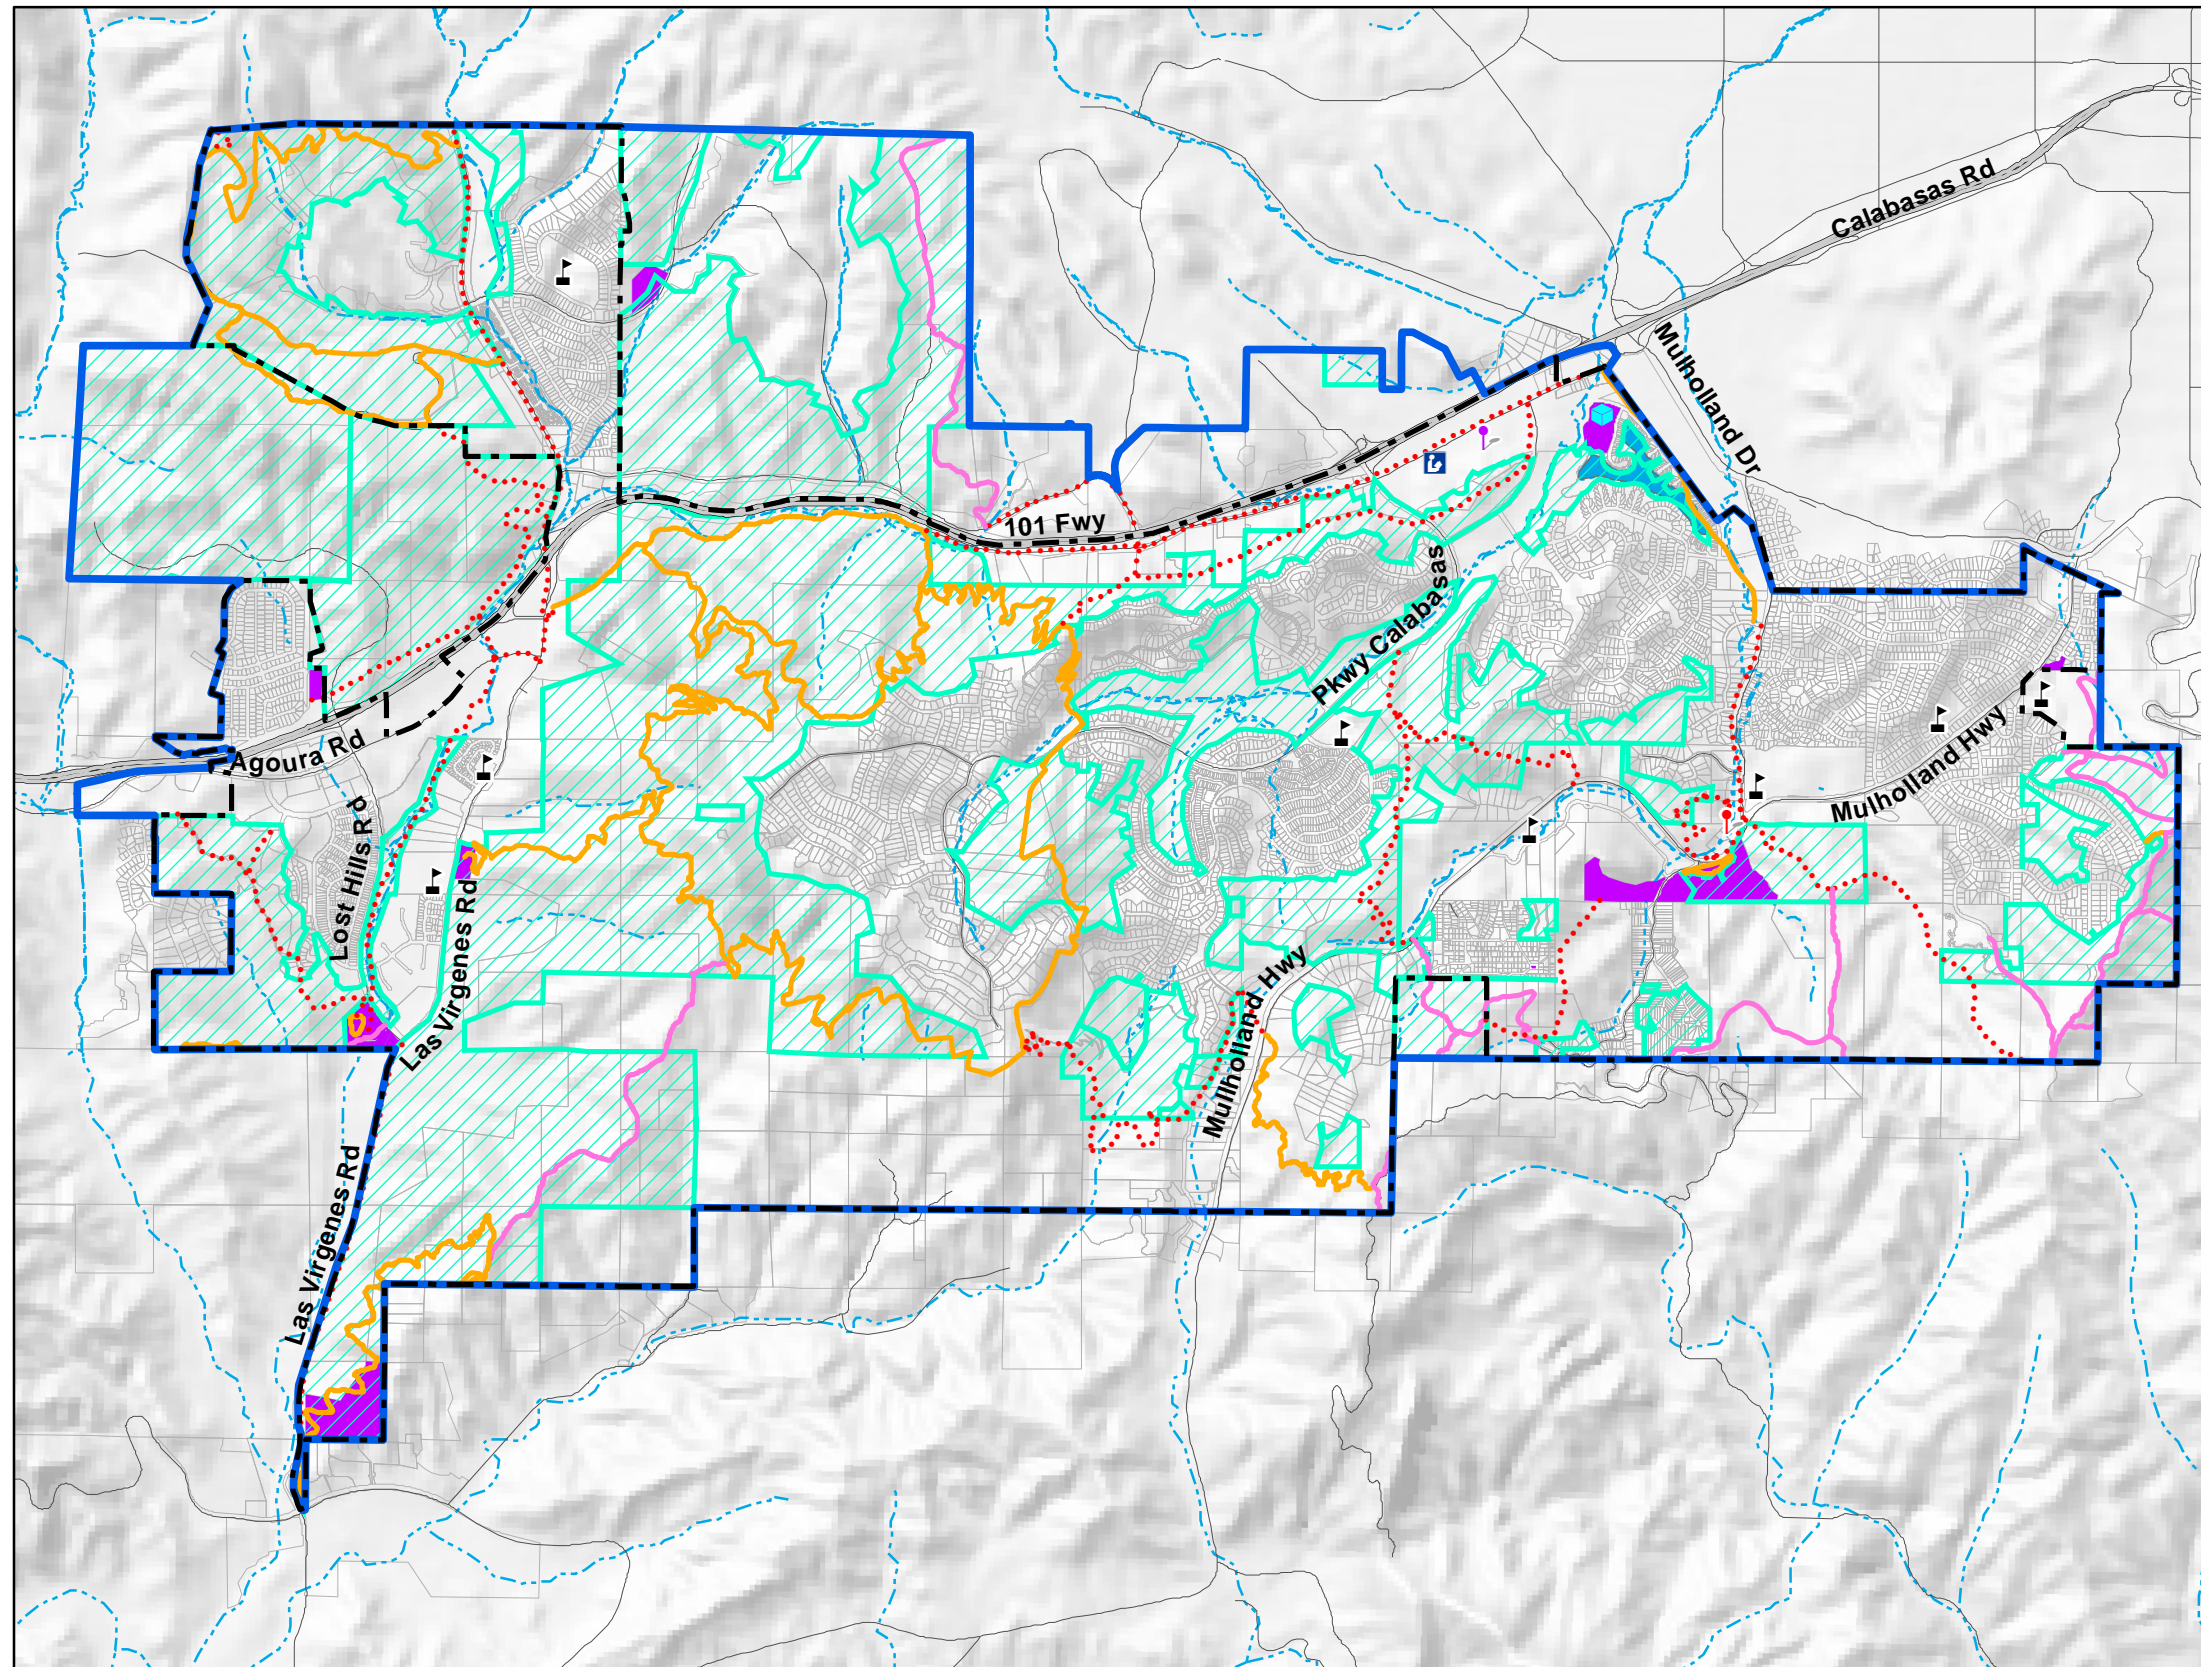 Calabasas Rd
Mulholland Dr
101 Fwy
Pkwy Calabasas
Mulholland Hwy
Agoura Rd
Lost Hills Rd
Las Virgenes Rd
Mullholland Hwy
Las Virgenes Rd